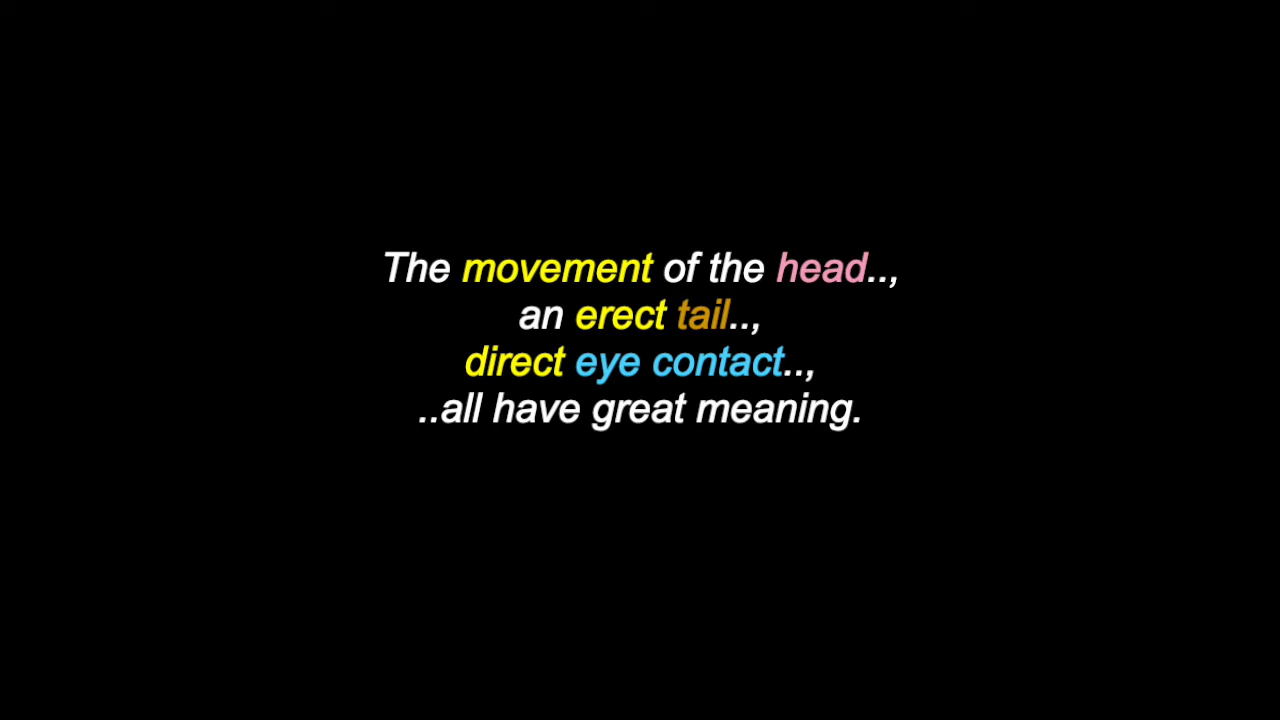 The movement of the head..,
an erect tail..,
direct eye contact..,
..all have great meaning.